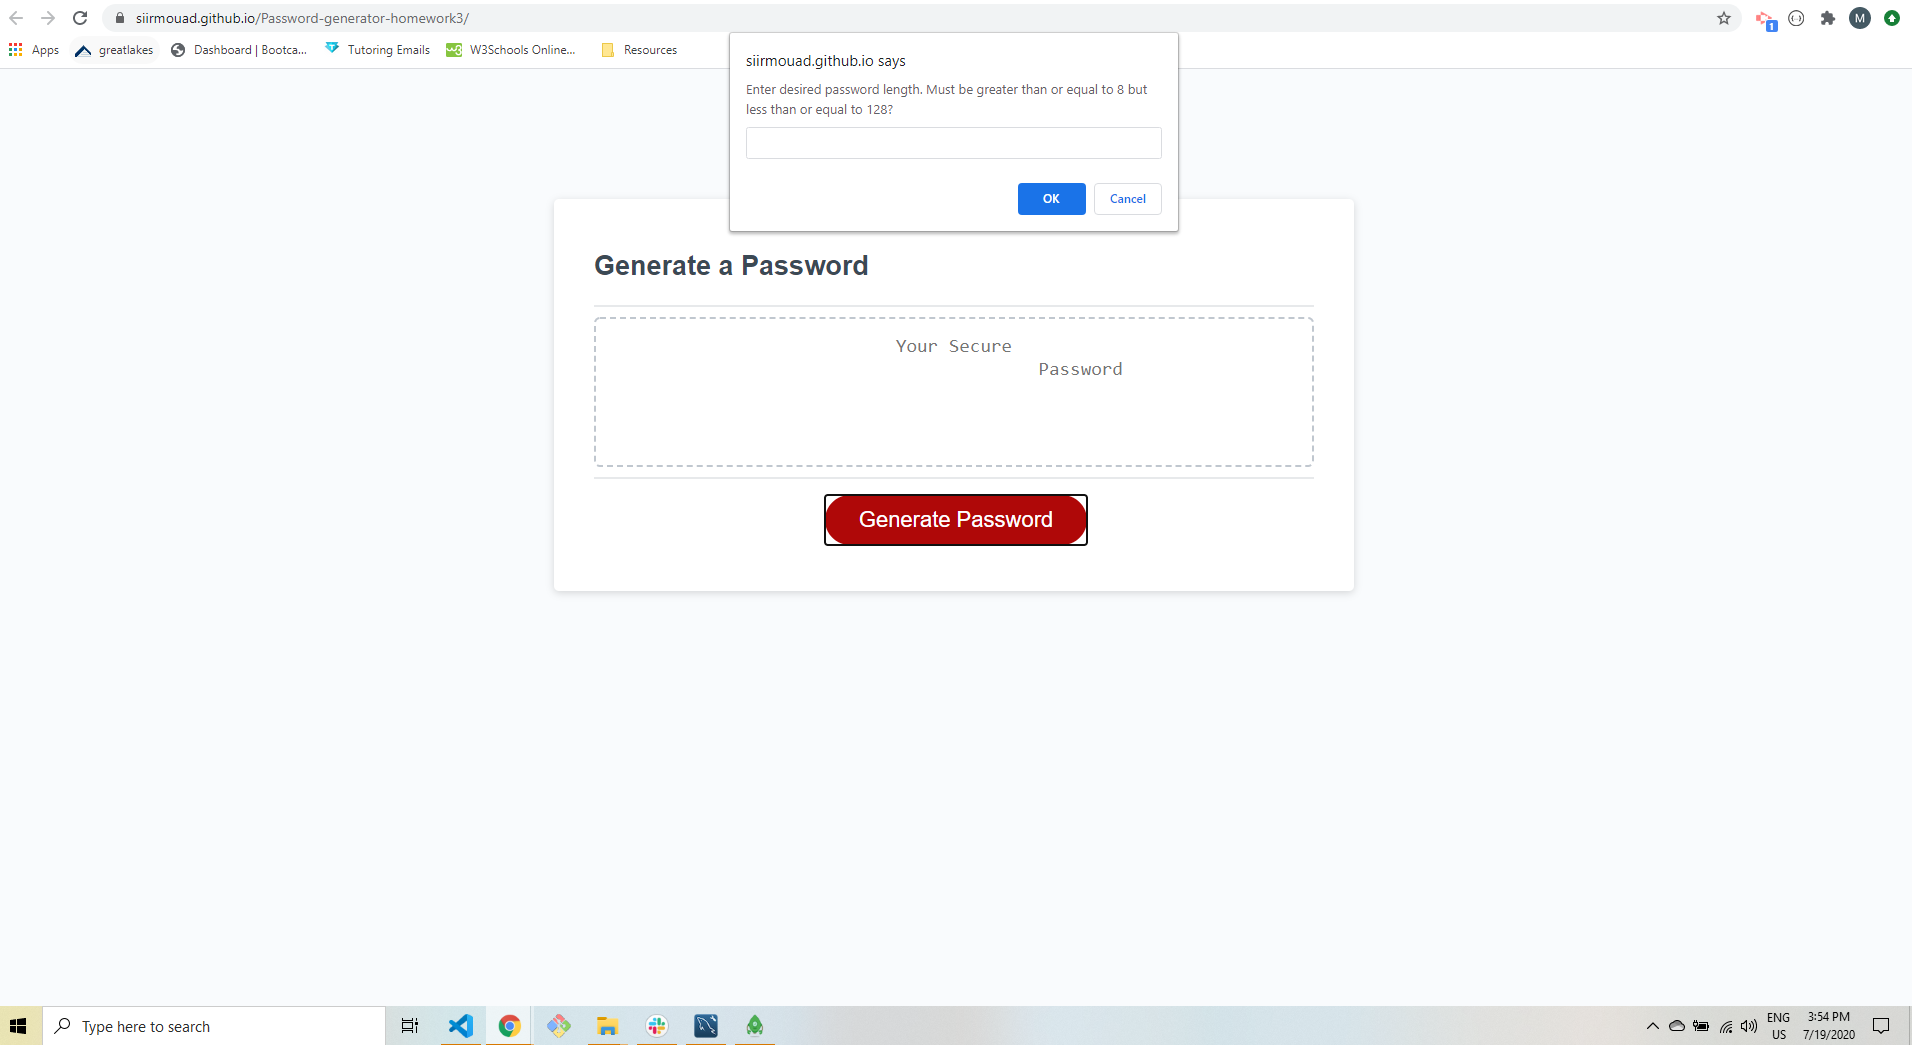 siirmouad.github.io/Password-generator-homework3/
1
M
Apps
greatlakes
Dashboard | Bootca...
Tutoring Emails
W3Schools Online...
Resources
siirmouad.github.io says
Enter desired password length. Must be greater than or equal to 8 but
less than or equal to 128?
OK
Cancel
Generate a Password
Your Secure
Password
Generate Password
Type here to search
ENG
US
3:54 PM
7/19/2020